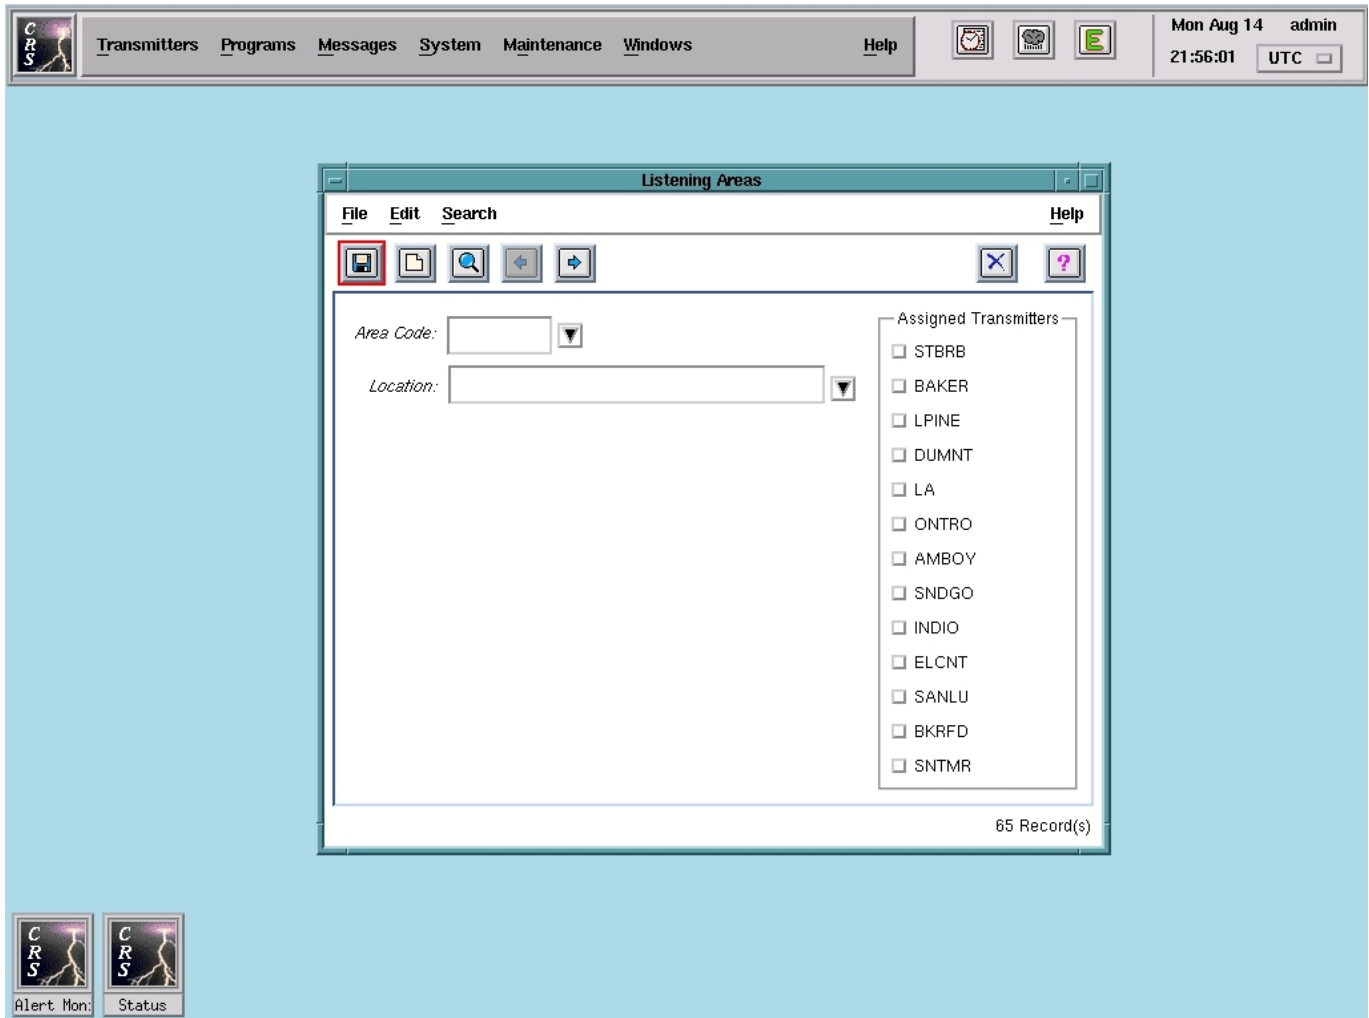 CRS
Transmitters Programs Messages System Maintenance Windows Help
E
Mon Aug 14 admin
21:56:01 UTC
Listening Areas
File Edit Search Help
?
Area Code:
Location:
Assigned Transmitters
STBRB
BAKER
LPINE
DUMNT
LA
ONTRO
AMBOY
SNDGO
INDIO
ELCNT
SANLU
BKRFD
SNTMR
65 Record(s)
CRS
Alert Mon:
CRS
Status